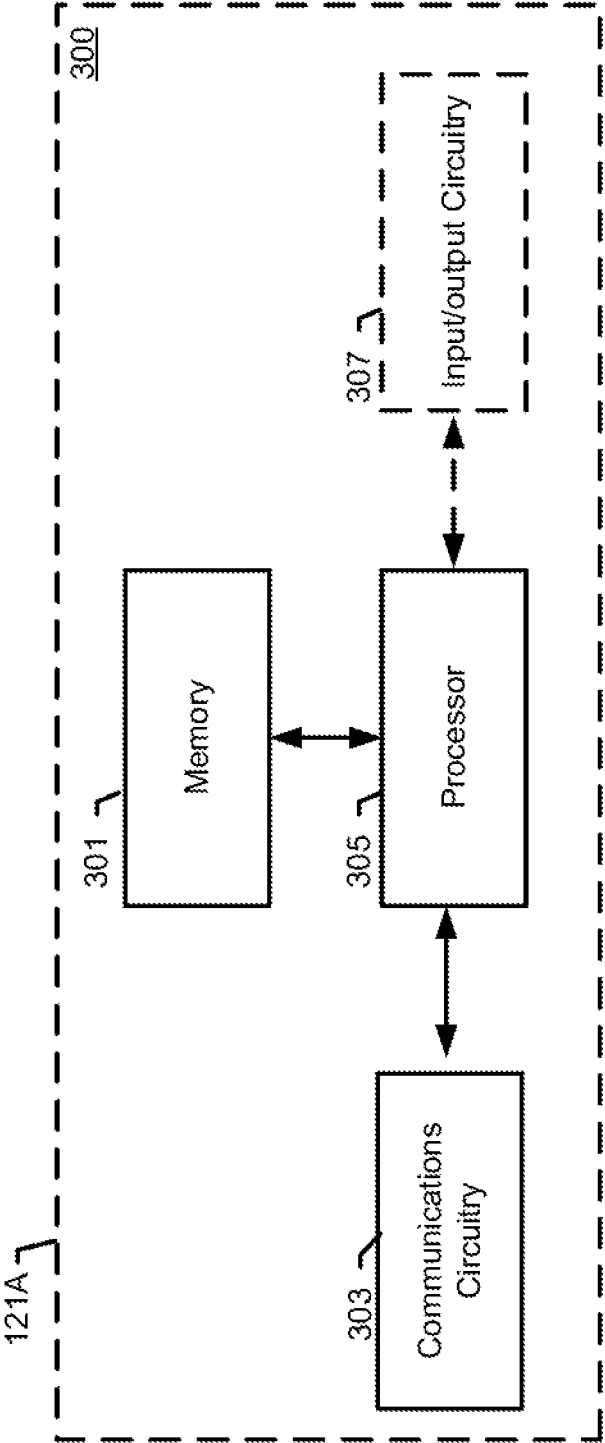 121A
300
301
Memory
303
Communications
Circuitry
305
Processor
307
Input/output Circuitry